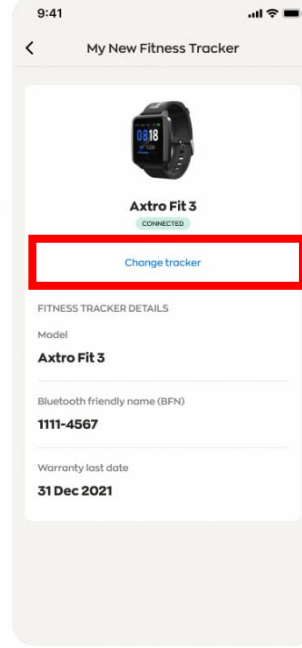 9:41
My New Fitness Tracker
08 18
Axtro Fit 3
CONNECTED
Change tracker
FITNESS TRACKER DETAILS
Model
Axtro Fit 3
Bluetooth friendly name (BFN)
1111-4567
Warranty last date
31 Dec 2021